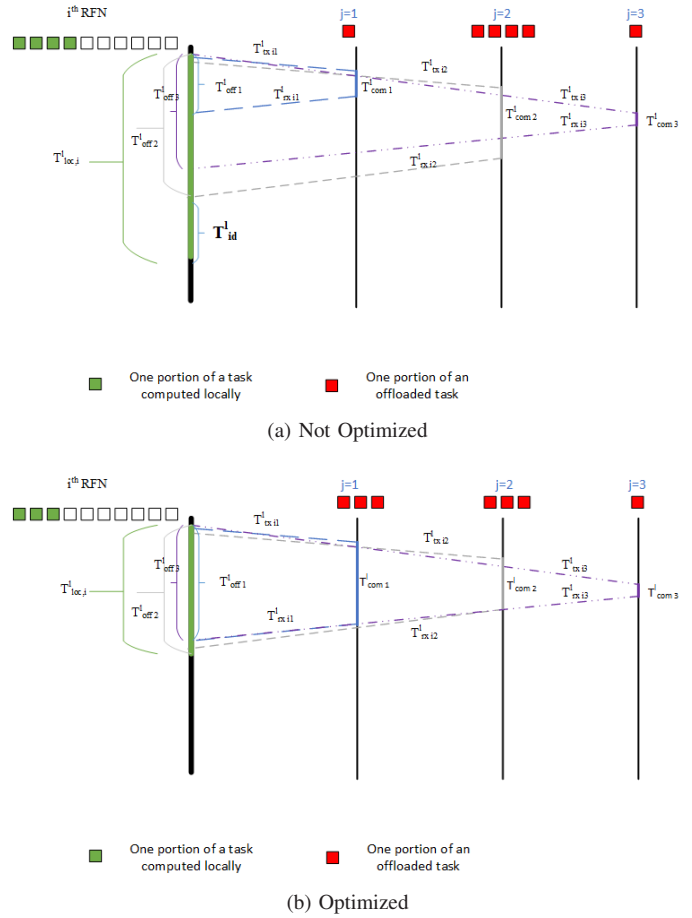 i^th RFN
j=1
j=2
j=3
T^l_tx i1
T^l_tx i2
T^l_off 3
T^l_off 1
T^l_rx i1
T^l_com 1
T^l_tx i3
T^l_com 2
T^l_rx i3
T^l_com 3
T^l_off 2
T^l_loc,i
T^l_rx i2
T^l_id
One portion of a task
computed locally
One portion of an
offloaded task
(a) Not Optimized
i^th RFN
j=1
j=2
j=3
T^l_tx i1
T^l_tx i2
T^l_off 3
T^l_off 1
T^l_tx i3
T^l_loc,i
T^l_com 1
T^l_com 2
T^l_rx i3
T^l_com 3
T^l_off 2
T^l_rx i1
T^l_rx i2
One portion of a task
computed locally
One portion of an
offloaded task
(b) Optimized